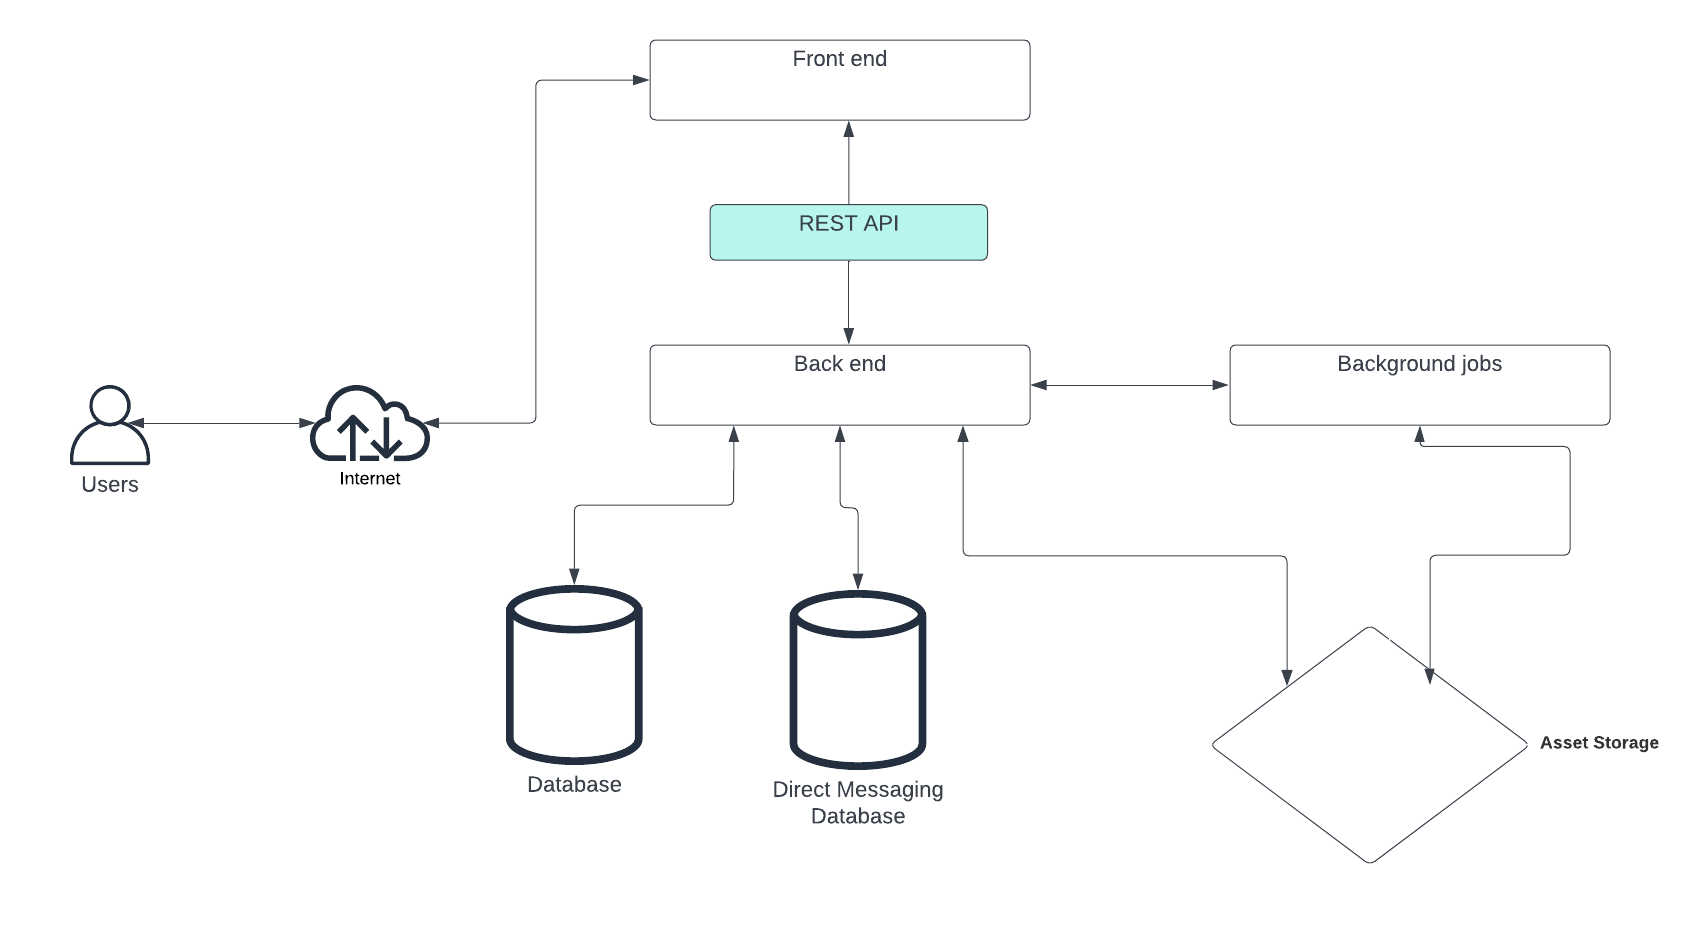 Front end
REST API
Back end
Background jobs
Users
Internet
Database
Direct Messaging
Database
Asset Storage